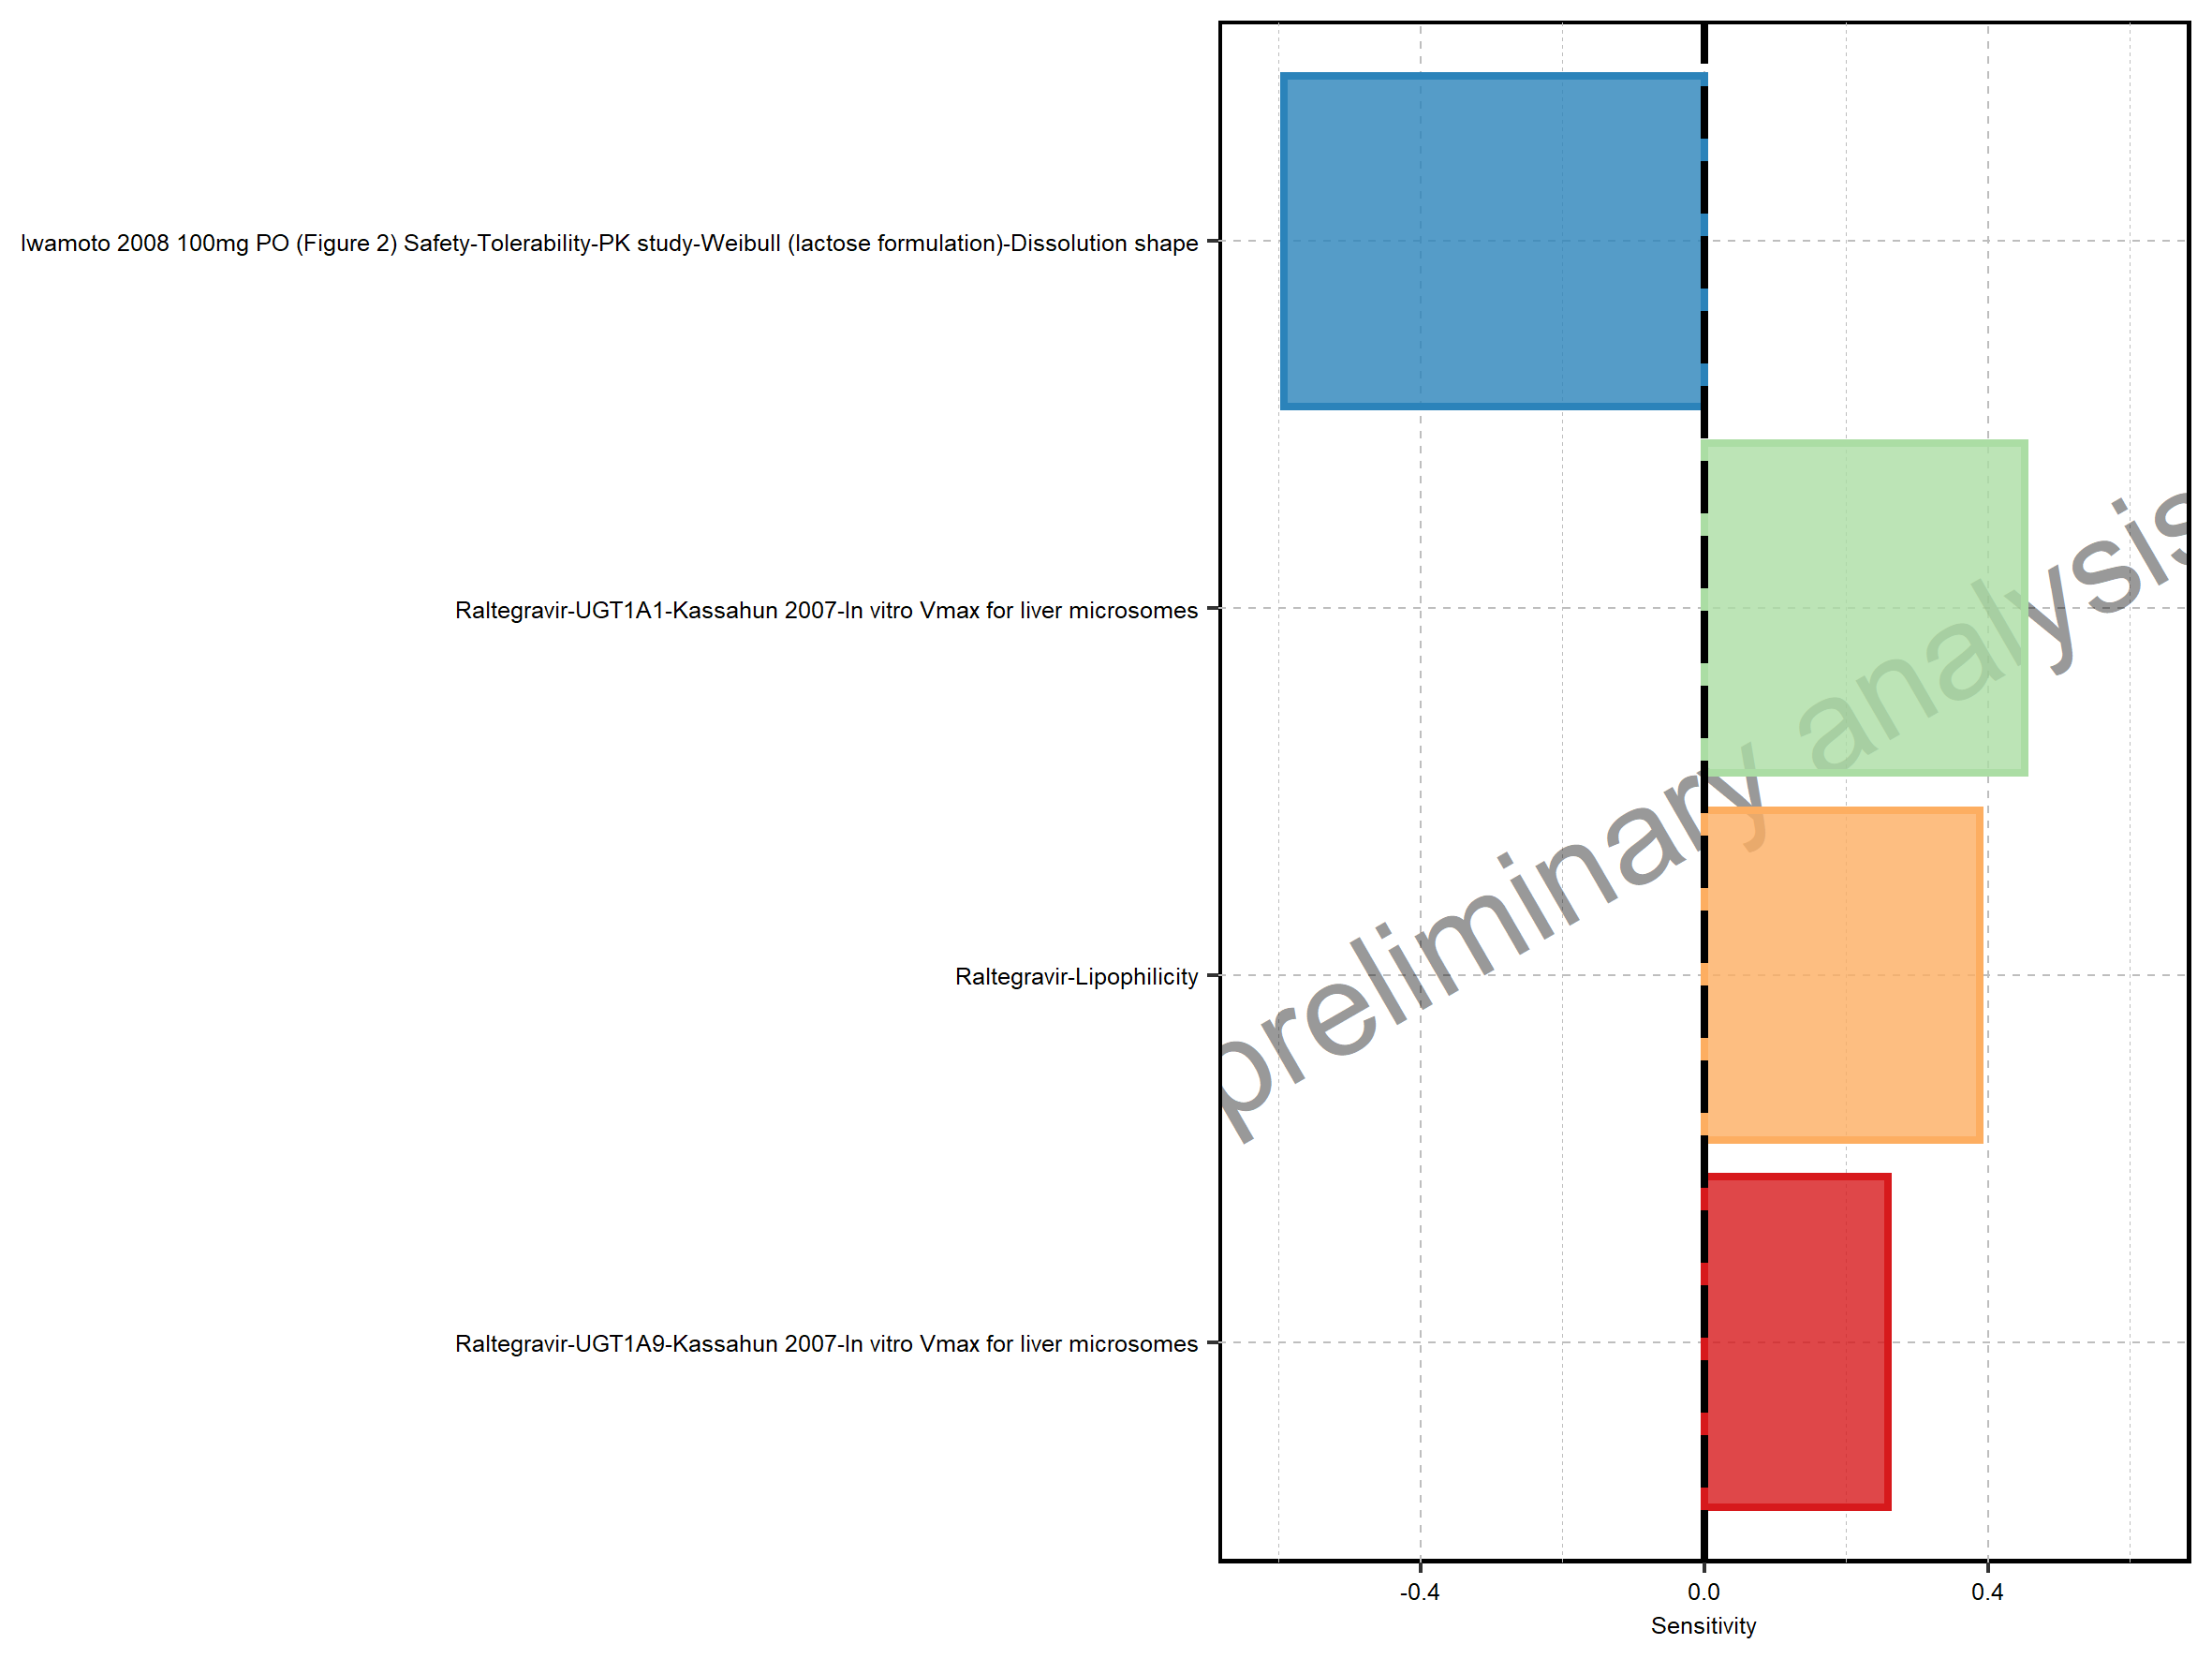 Iwamoto 2008 100mg PO (Figure 2) Safety-Tolerability-PK study-Weibull (lactose formulation)-Dissolution shape
Raltegravir-UGT1A1-Kassahun 2007-In vitro Vmax for liver microsomes
Raltegravir-Lipophilicity
Raltegravir-UGT1A9-Kassahun 2007-In vitro Vmax for liver microsomes
preliminary analysis
-0.4 0.0 0.4
Sensitivity